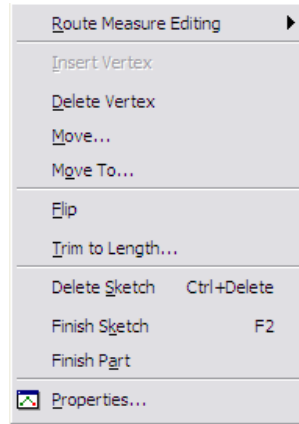 Route Measure Editing
Insert Vertex
Delete Vertex
Move...
Move To...
Flip
Trim to Length...
Delete Sketch Ctrl+Delete
Finish Sketch F2
Finish Part
Properties...